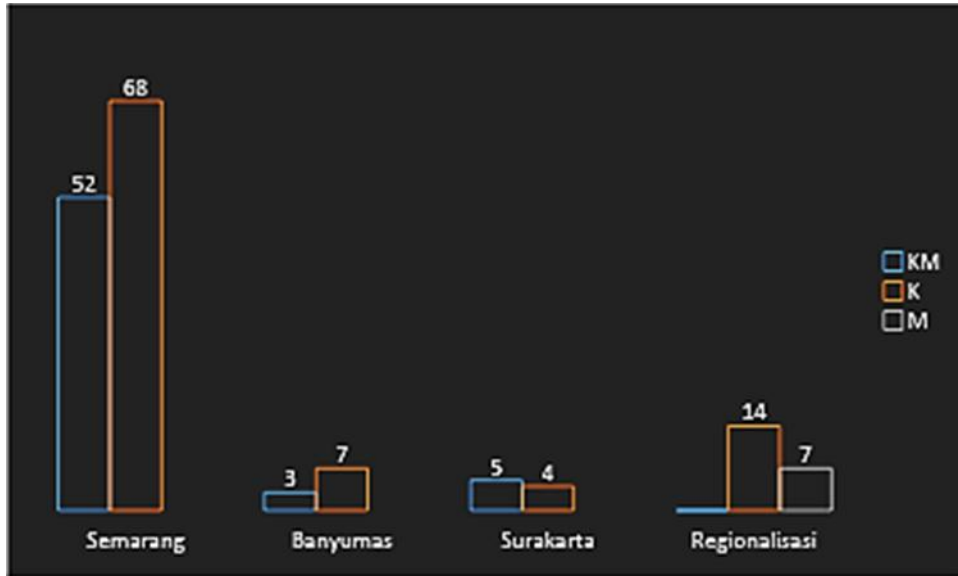 68
52
KM
K
M
14
7
7
3
5
4
Semarang
Banyumas
Surakarta
Regionalisasi